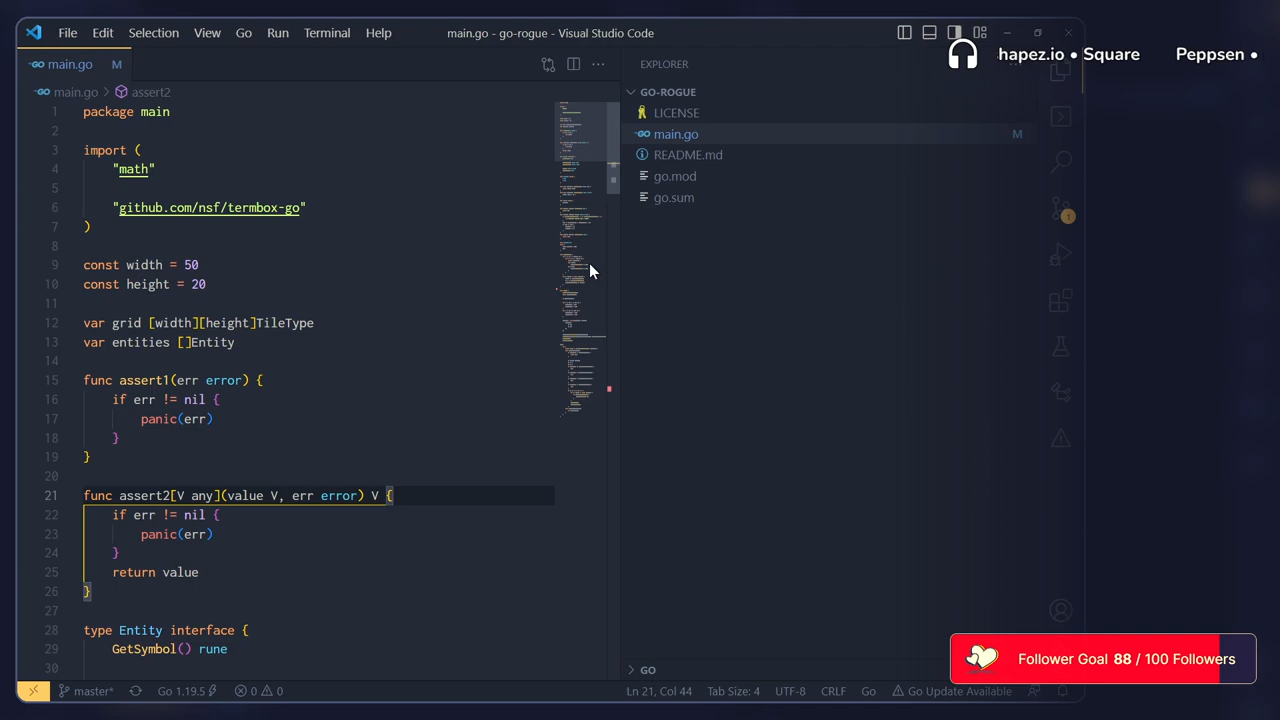 File Edit Selection View Go Run Terminal Help
main.go - go-rogue - Visual Studio Code
hapez.io • Square Peppsen •
main.go M
main.go > assert2
1 package main
2
3 import (
4 "math"
5
6 "github.com/nsf/termbox-go"
7 )
8
9 const width = 50
10 const height = 20
11
12 var grid [width][height]TileType
13 var entities []Entity
14
15 func assert1(err error) {
16 if err != nil {
17 panic(err)
18 }
19 }
20
21 func assert2[V any](value V, err error) V {
22 if err != nil {
23 panic(err)
24 }
25 return value
26 }
27
28 type Entity interface {
29 GetSymbol() rune
30
EXPLORER
GO-ROGUE
LICENSE
main.go M
README.md
go.mod
go.sum
1
GO
Follower Goal 88 / 100 Followers
master* Go 1.19.5 0 0 Ln 21, Col 44 Tab Size: 4 UTF-8 CRLF Go Go Update Available